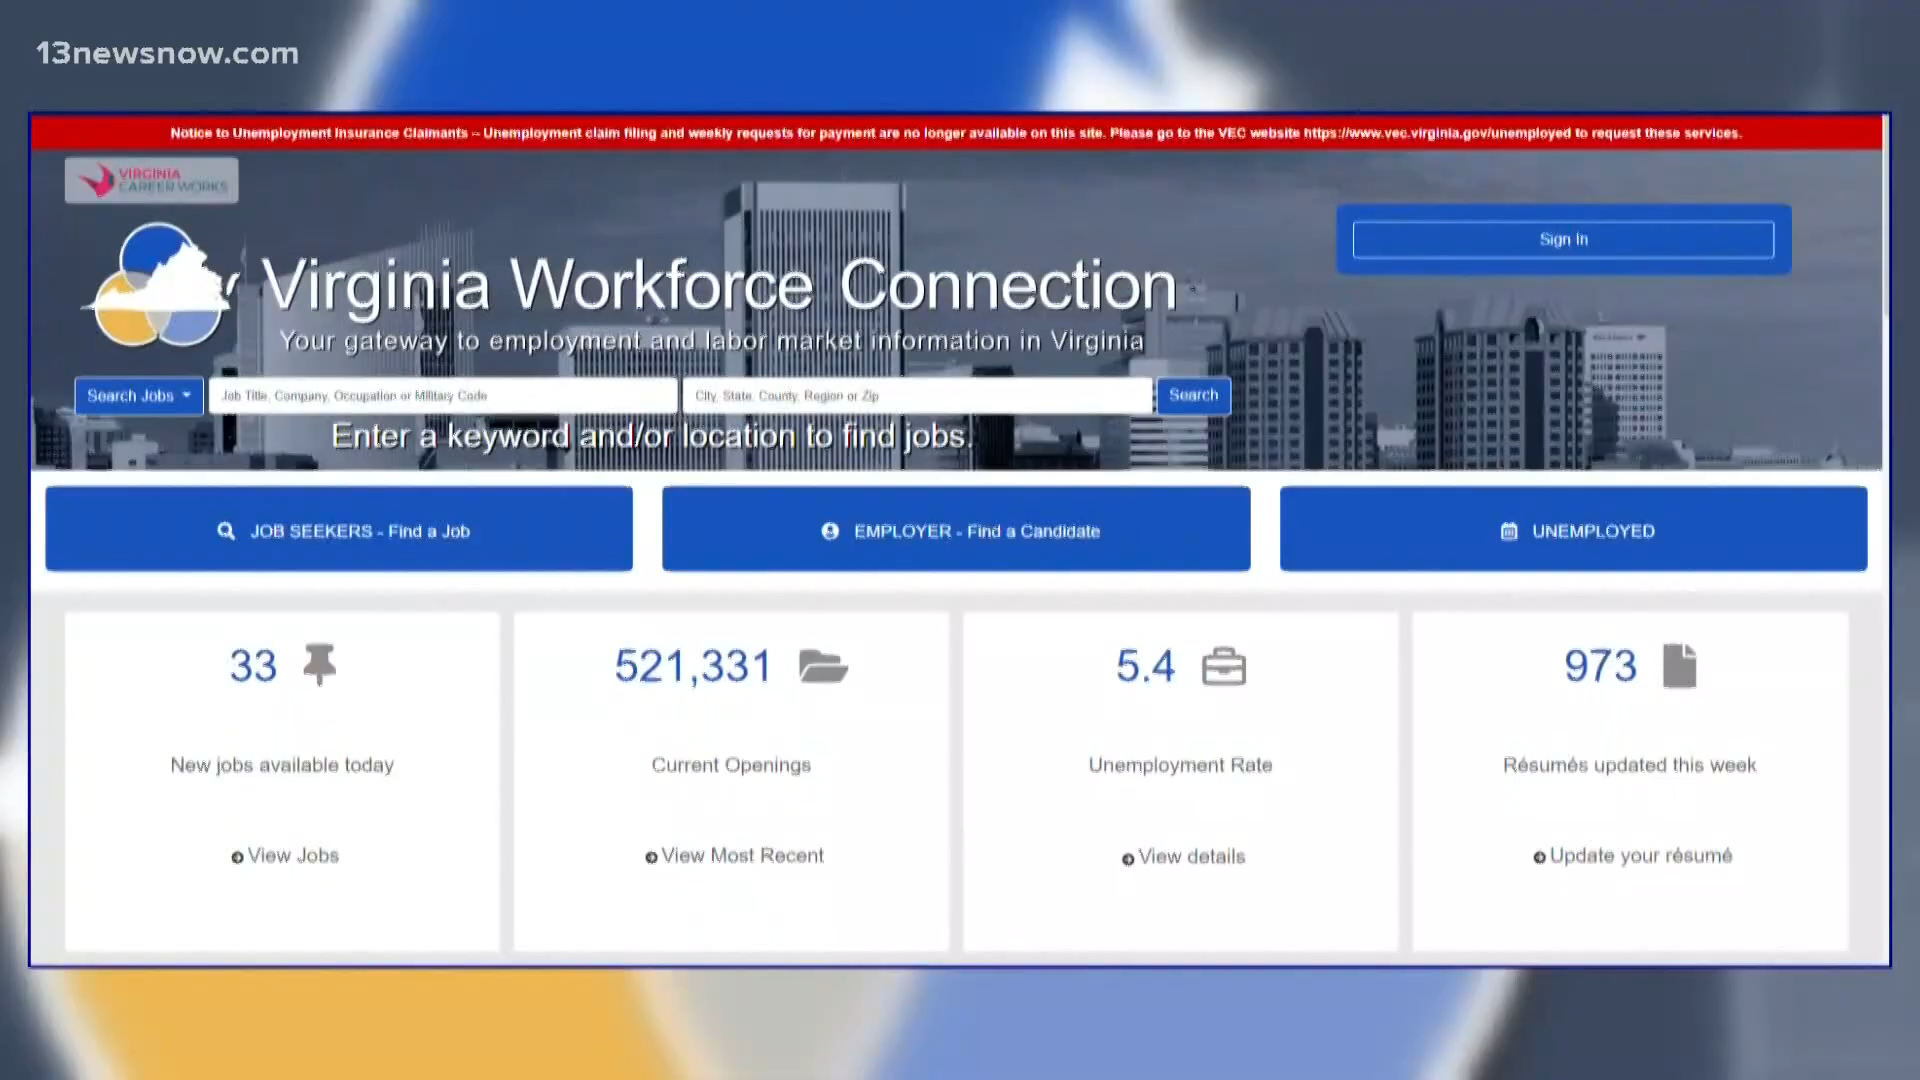 13newsnow.com
Notice to Unemployment Insurance Claimants -- Unemployment claim filing and weekly requests for payment are no longer available on this site. Please go to the VEC website https://www.vec.virginia.gov/unemployed to request these services.
VIRGINIA
CAREER WORKS
Sign In
Virginia Workforce Connection
Your gateway to employment and labor market information in Virginia
Search Jobs
Job Title, Company, Occupation or Military Code
City, State, County, Region or Zip
Search
Enter a keyword and/or location to find jobs.
JOB SEEKERS - Find a Job
EMPLOYER - Find a Candidate
UNEMPLOYED
33
New jobs available today
View Jobs
521,331
Current Openings
View Most Recent
5.4
Unemployment Rate
View details
973
Résumés updated this week
Update your résumé